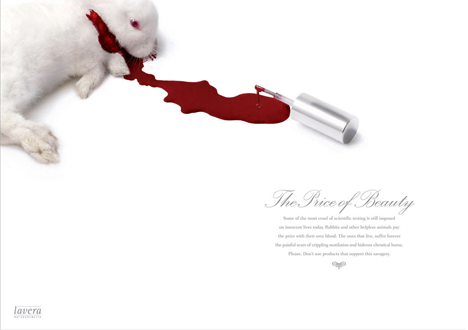 The Price of Beauty
Some of the most cruel of scientific testing is still imposed
on innocent lives today. Rabbits and other helpless animals pay
the price with their own blood. The ones that live, suffer forever
the painful scars of crippling mutilation and hideous chemical burns.
Please. Don't use products that support this savagery.
lavera